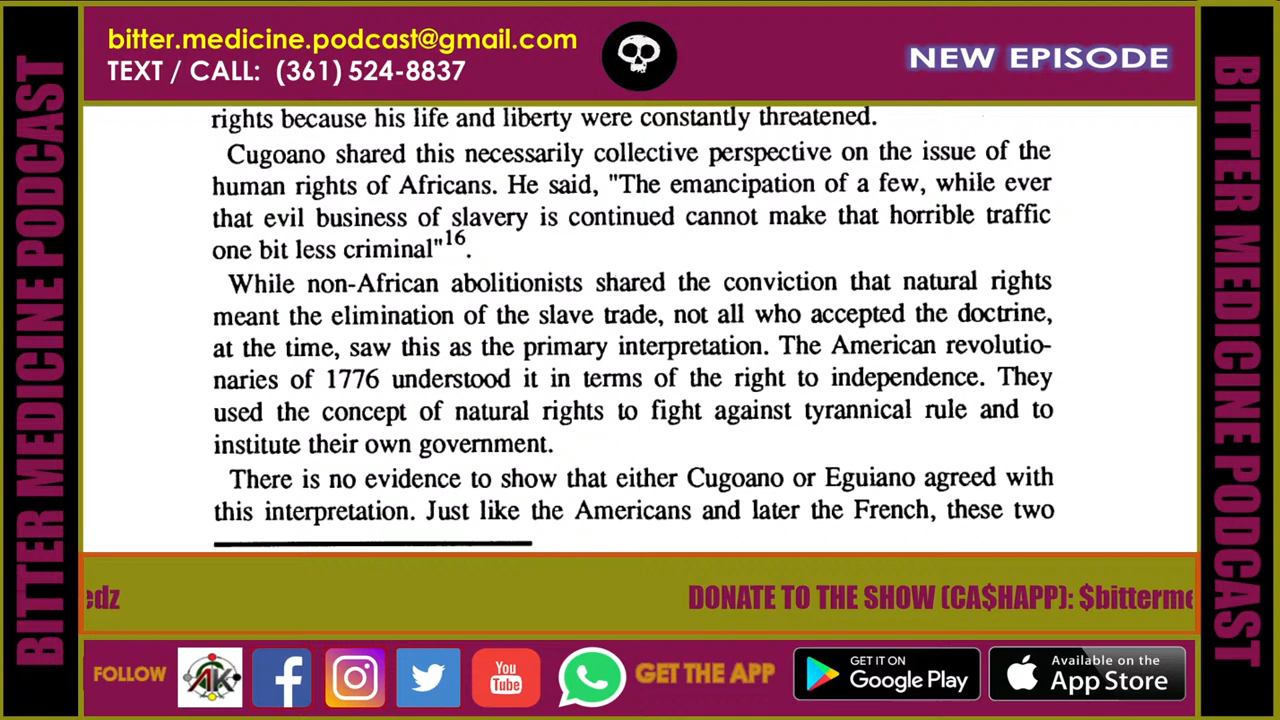 bitter.medicine.podcast@gmail.com
TEXT / CALL: (361) 524-8837
NEW EPISODE
BITTER MEDICINE PODCAST
rights because his life and liberty were constantly threatened.
Cugoano shared this necessarily collective perspective on the issue of the
human rights of Africans. He said, "The emancipation of a few, while ever
that evil business of slavery is continued cannot make that horrible traffic
one bit less criminal"16.
While non-African abolitionists shared the conviction that natural rights
meant the elimination of the slave trade, not all who accepted the doctrine,
at the time, saw this as the primary interpretation. The American revolutio-
naries of 1776 understood it in terms of the right to independence. They
used the concept of natural rights to fight against tyrannical rule and to
institute their own government.
There is no evidence to show that either Cugoano or Eguiano agreed with
this interpretation. Just like the Americans and later the French, these two
BITTER MEDICINE PODCAST
edz
DONATE TO THE SHOW (CA$HAPP): $bitterme
FOLLOW
ATK
You
Tube
GET THE APP
GET IT ON
Google Play
Available on the
App Store